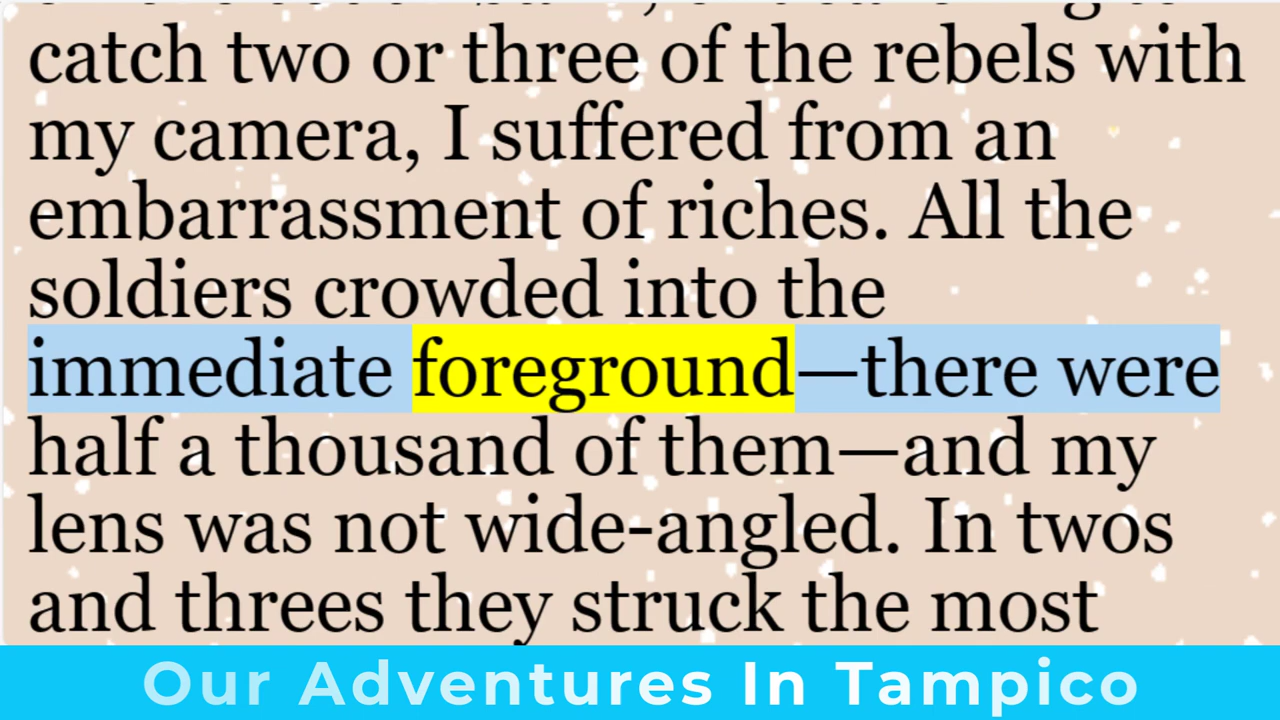 catch two or three of the rebels with
my camera, I suffered from an
embarrassment of riches. All the
soldiers crowded into the
immediate foreground—there were
half a thousand of them—and my
lens was not wide-angled. In twos
and threes they struck the most
Our Adventures In Tampico